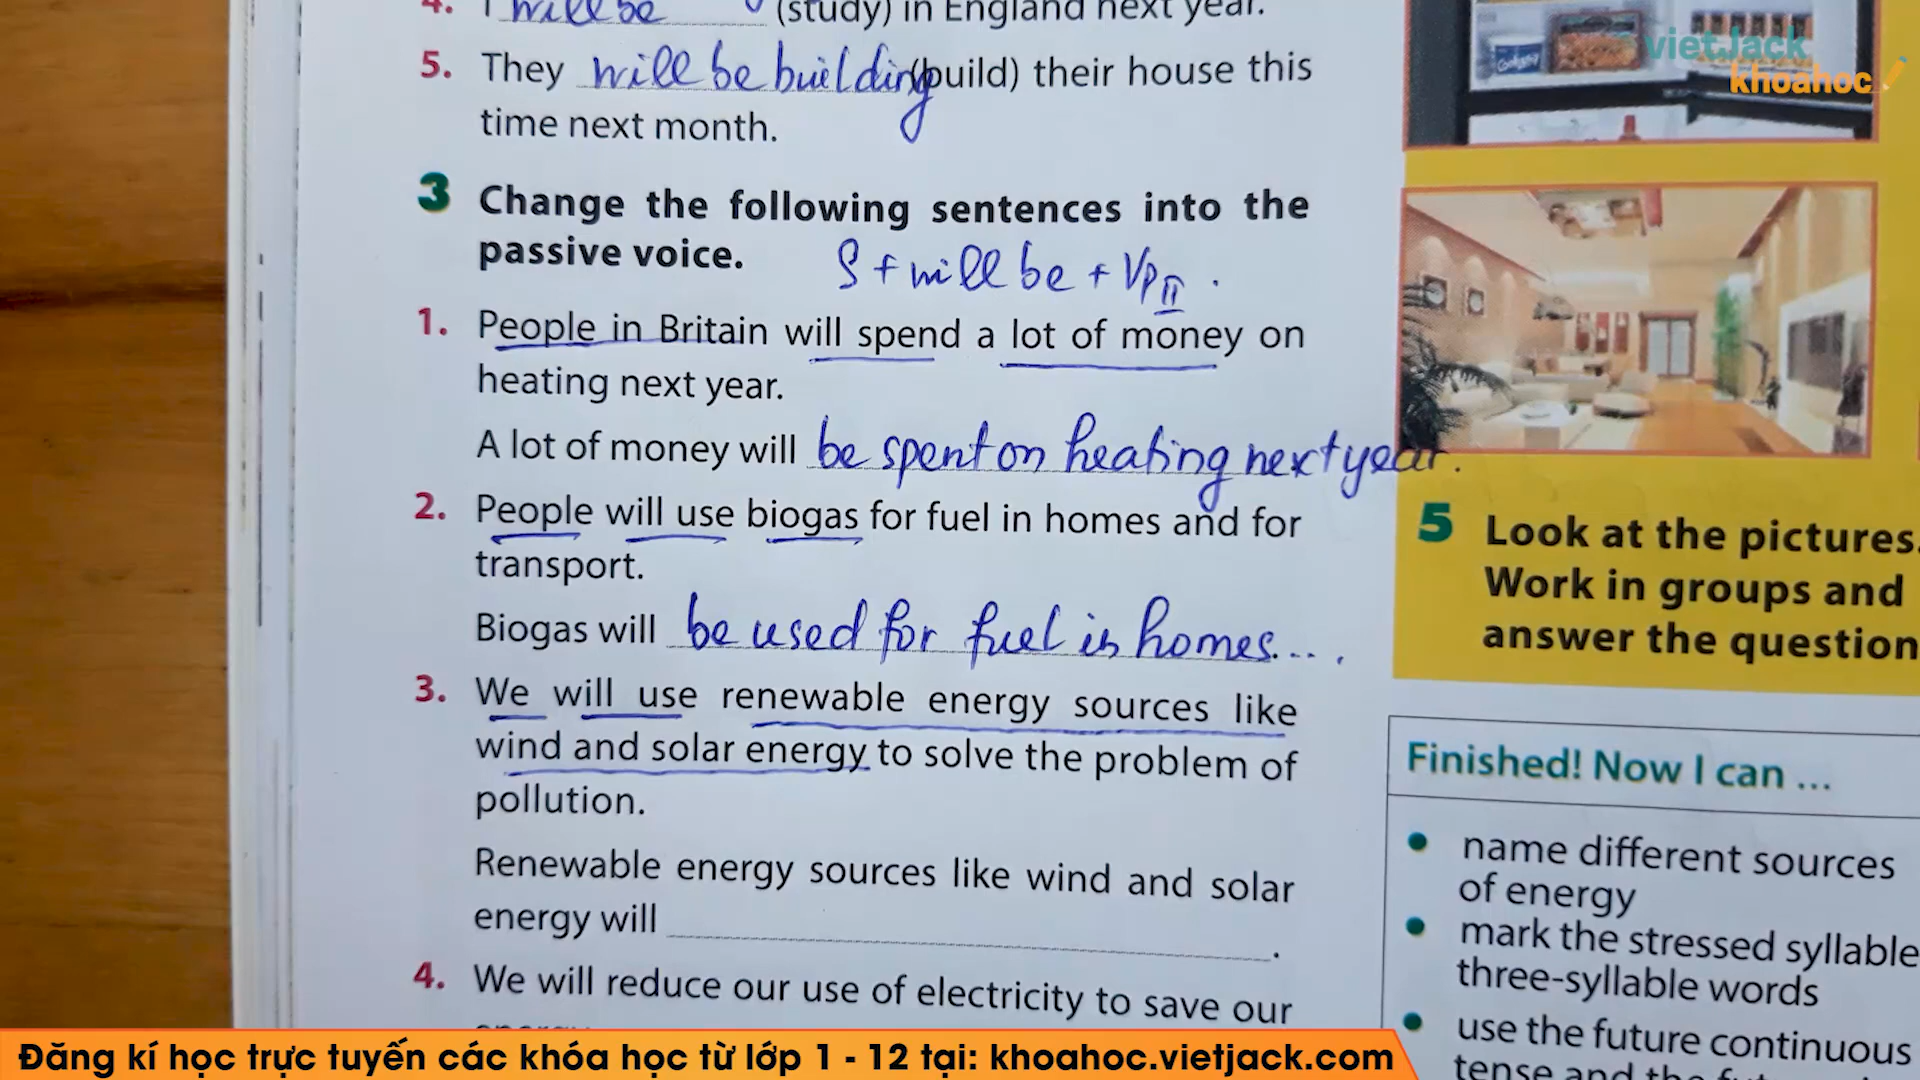 4. I will be (study) in England next year.
5. They will be building (build) their house this
time next month.
3 Change the following sentences into the
passive voice. S + will be + VpII.
1. People in Britain will spend a lot of money on
heating next year.
A lot of money will be spent on heating next year.
2. People will use biogas for fuel in homes and for
transport.
Biogas will be used for fuel in homes....
3. We will use renewable energy sources like
wind and solar energy to solve the problem of
pollution.
Renewable energy sources like wind and solar
energy will .
4. We will reduce our use of electricity to save our
vietJack
khoahoc
5 Look at the pictures.
Work in groups and
answer the question
Finished! Now I can ...
• name different sources
of energy
• mark the stressed syllable
three-syllable words
• use the future continuous
tense and the
Đăng kí học trực tuyến các khóa học từ lớp 1 - 12 tại: khoahoc.vietjack.com